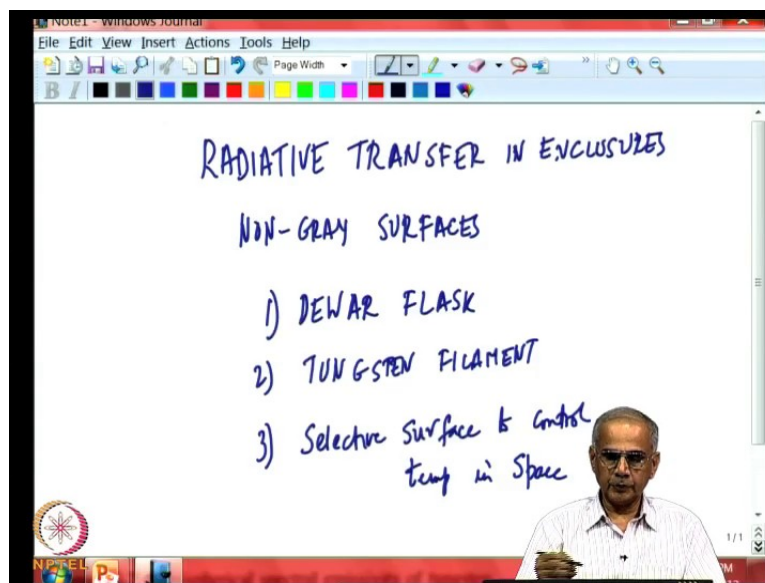 Note1 - Windows Journal
File Edit View Insert Actions Tools Help
Page Width
B I
RADIATIVE TRANSFER IN ENCLOSURES
NON-GRAY SURFACES
1) DEWAR FLASK
2) TUNGSTEN FILAMENT
3) Selective Surface to control
temp in Space
1/1
NPTEL
PM